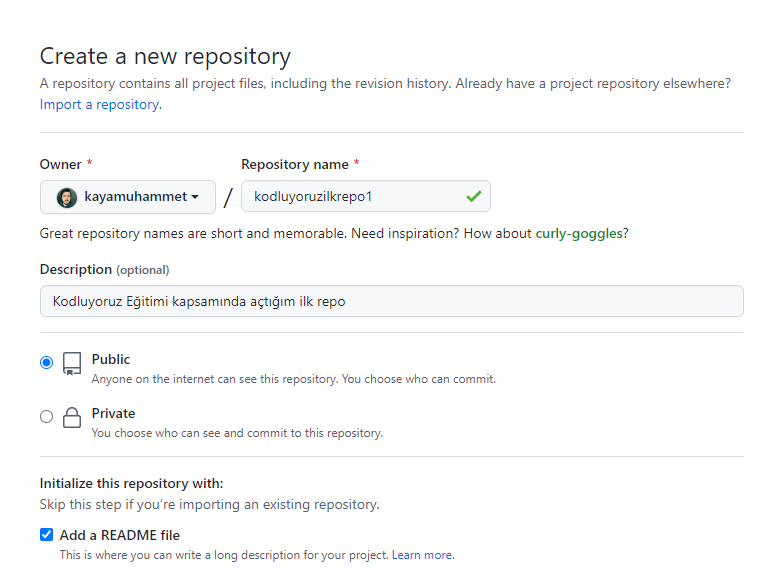 Create a new repository
A repository contains all project files, including the revision history. Already have a project repository elsewhere?
Import a repository.
Owner * Repository name *
kayamuhammet / kodluyoruzilkrepo1
Great repository names are short and memorable. Need inspiration? How about curly-goggles?
Description (optional)
Kodluyoruz Eğitimi kapsamında açtığım ilk repo
Public
Anyone on the internet can see this repository. You choose who can commit.
Private
You choose who can see and commit to this repository.
Initialize this repository with:
Skip this step if you're importing an existing repository.
Add a README file
This is where you can write a long description for your project. Learn more.